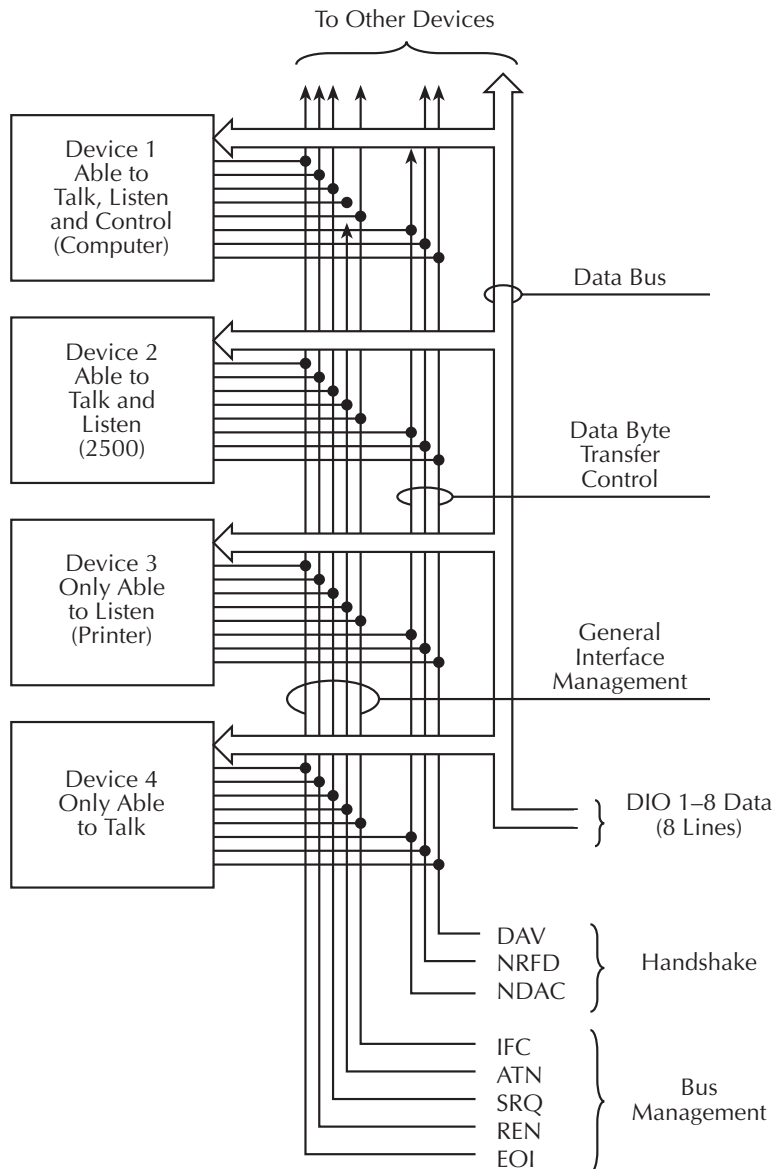 To Other Devices
Device 1
Able to
Talk, Listen
and Control
(Computer)
Data Bus
Device 2
Able to
Talk and
Listen
(2500)
Data Byte
Transfer
Control
Device 3
Only Able
to Listen
(Printer)
General
Interface
Management
Device 4
Only Able
to Talk
DIO 1–8 Data
(8 Lines)
DAV
NRFD
NDAC
Handshake
IFC
ATN
SRQ
REN
EOI
Bus
Management